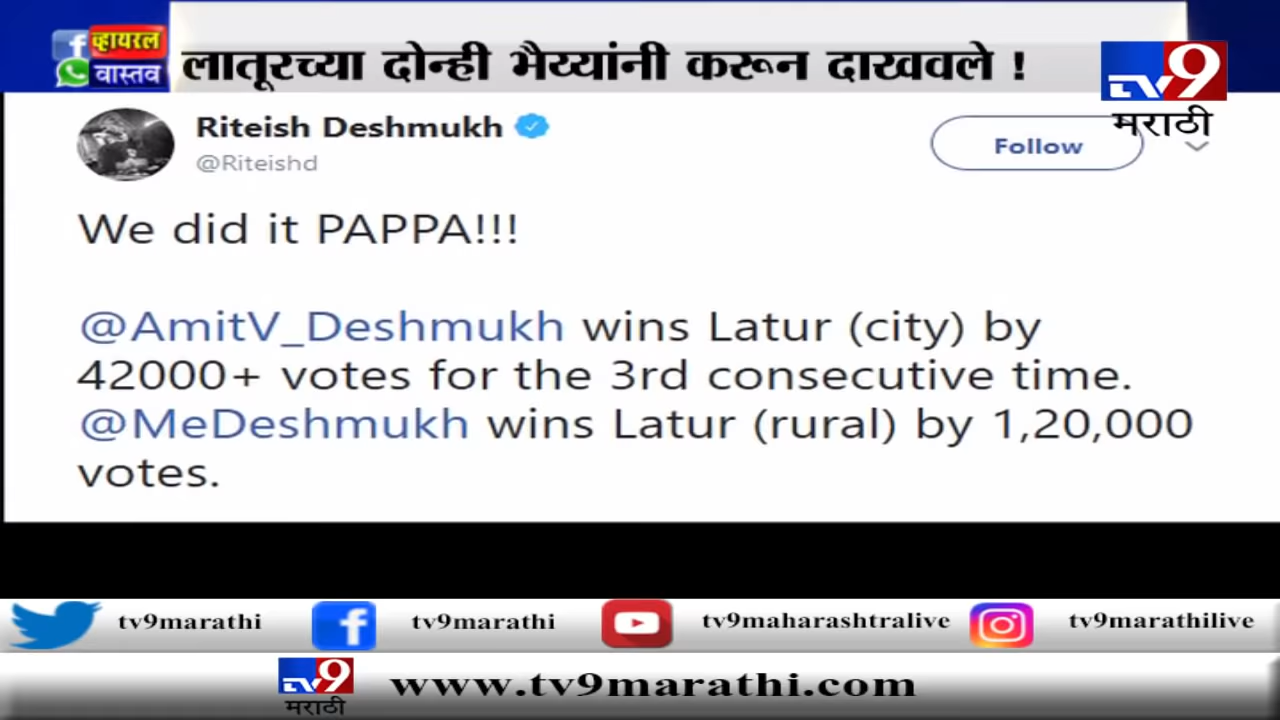 व्हायरल
वास्तव
लातूरच्या दोन्ही भैय्यांनी करून दाखवले !
TV9
मराठी
Riteish Deshmukh
@Riteishd
Follow
We did it PAPPA!!!
@AmitV_Deshmukh wins Latur (city) by
42000+ votes for the 3rd consecutive time.
@MeDeshmukh wins Latur (rural) by 1,20,000
votes.
tv9marathi
tv9marathi
tv9maharashtralive
tv9marathilive
TV9
मराठी
www.tv9marathi.com